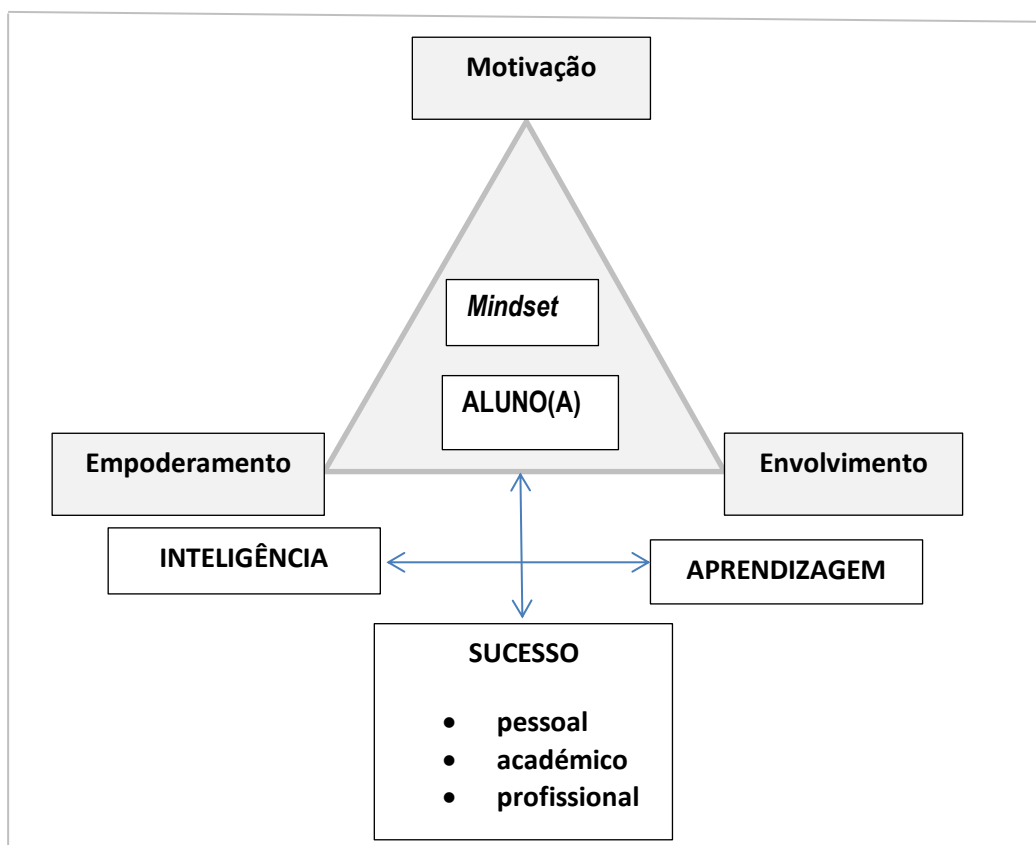 Motivação
Mindset
ALUNO(A)
Empoderamento
Envolvimento
INTELIGÊNCIA
APRENDIZAGEM
SUCESSO
• pessoal
• académico
• profissional